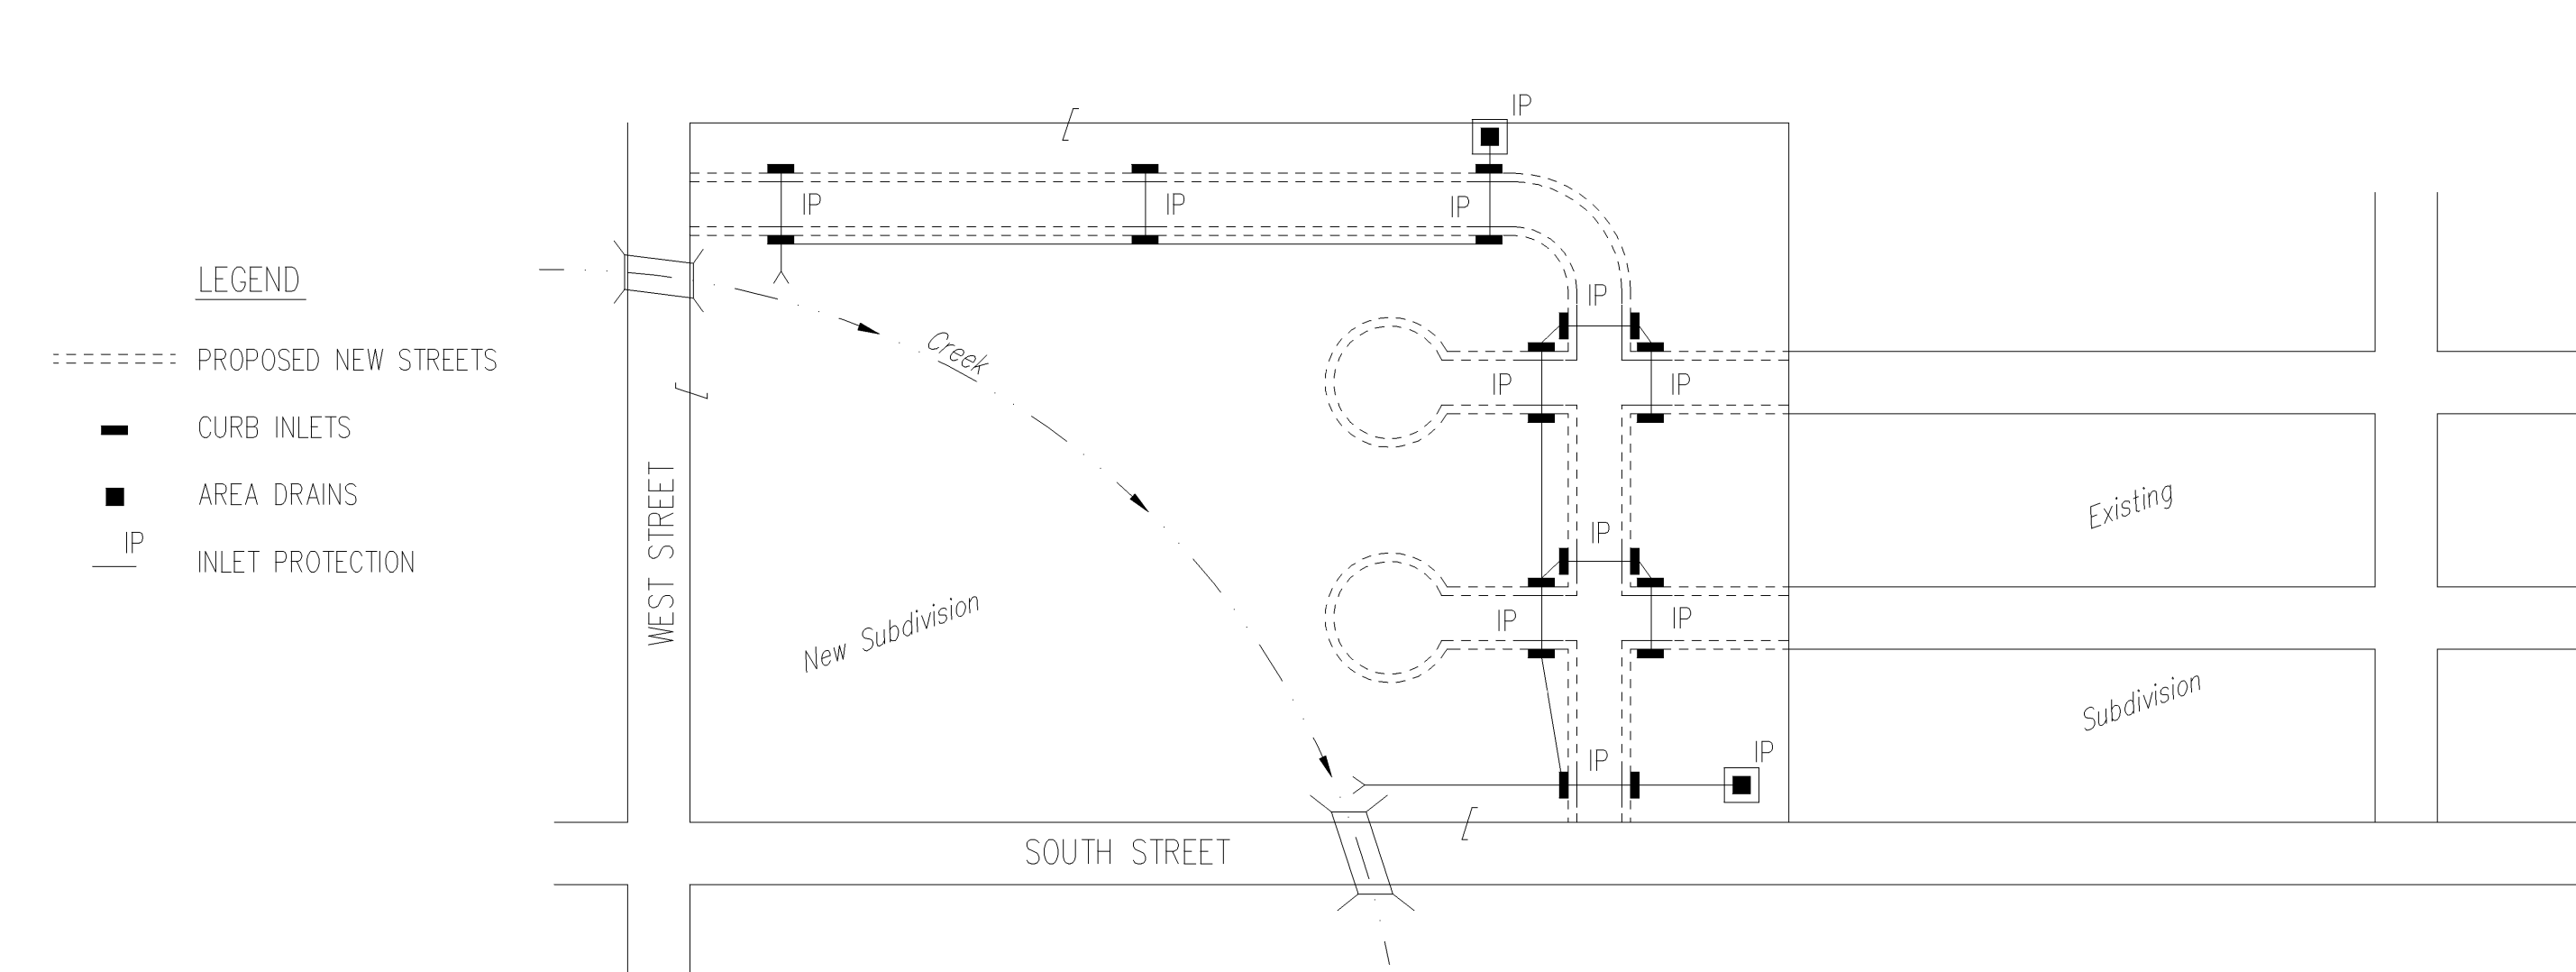 IP
IP
IP
IP
LEGEND
IP
PROPOSED NEW STREETS
Creek
IP
IP
CURB INLETS
AREA DRAINS
Existing
IP
IP
INLET PROTECTION
WEST STREET
New Subdivision
IP
IP
Subdivision
IP
IP
SOUTH STREET